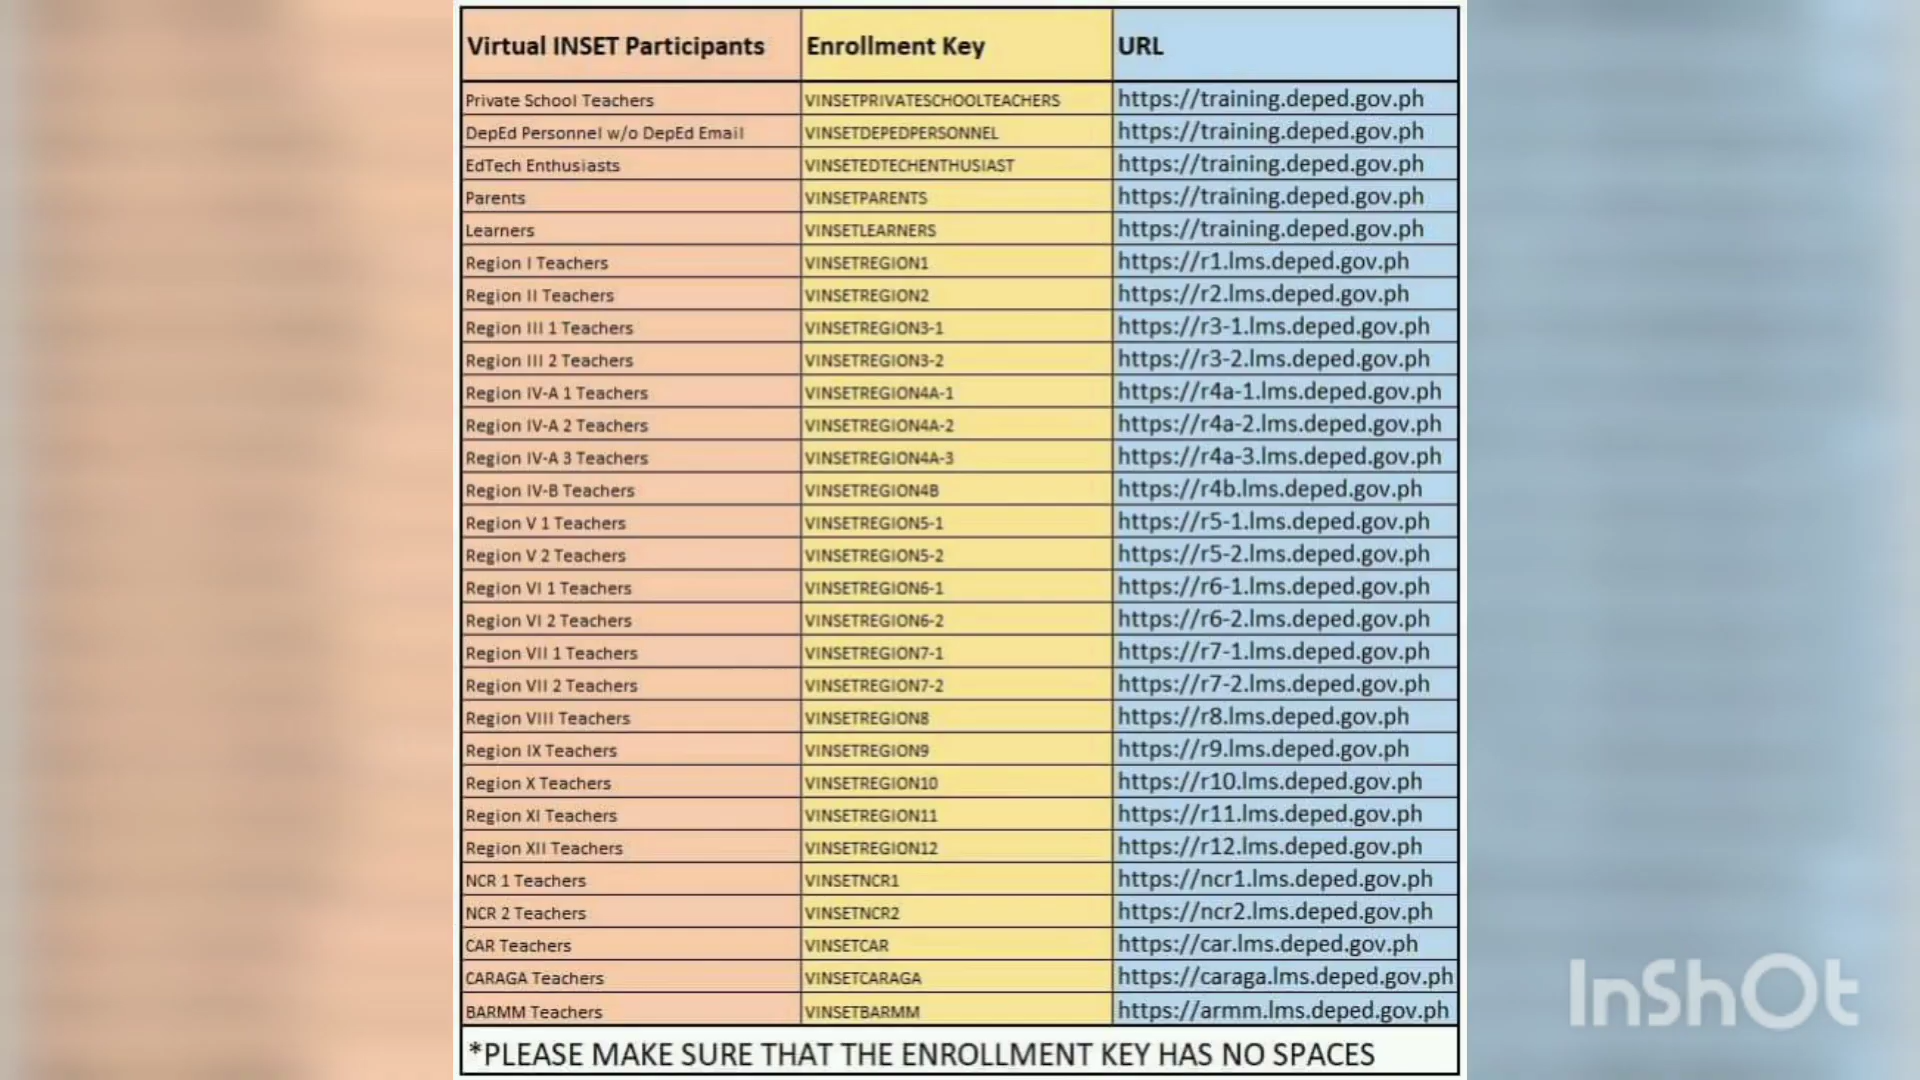 Virtual INSET Participants Enrollment Key URL
Private School Teachers VINSETPRIVATESCHOOLTEACHERS https://training.deped.gov.ph
DepEd Personnel w/o DepEd Email VINSETDEPEDPERSONNEL https://training.deped.gov.ph
EdTech Enthusiasts VINSETEDTECHENTHUSIAST https://training.deped.gov.ph
Parents VINSETPARENTS https://training.deped.gov.ph
Learners VINSETLEARNERS https://training.deped.gov.ph
Region I Teachers VINSETREGION1 https://r1.lms.deped.gov.ph
Region II Teachers VINSETREGION2 https://r2.lms.deped.gov.ph
Region III 1 Teachers VINSETREGION3-1 https://r3-1.lms.deped.gov.ph
Region III 2 Teachers VINSETREGION3-2 https://r3-2.lms.deped.gov.ph
Region IV-A 1 Teachers VINSETREGION4A-1 https://r4a-1.lms.deped.gov.ph
Region IV-A 2 Teachers VINSETREGION4A-2 https://r4a-2.lms.deped.gov.ph
Region IV-A 3 Teachers VINSETREGION4A-3 https://r4a-3.lms.deped.gov.ph
Region IV-B Teachers VINSETREGION4B https://r4b.lms.deped.gov.ph
Region V 1 Teachers VINSETREGION5-1 https://r5-1.lms.deped.gov.ph
Region V 2 Teachers VINSETREGION5-2 https://r5-2.lms.deped.gov.ph
Region VI 1 Teachers VINSETREGION6-1 https://r6-1.lms.deped.gov.ph
Region VI 2 Teachers VINSETREGION6-2 https://r6-2.lms.deped.gov.ph
Region VII 1 Teachers VINSETREGION7-1 https://r7-1.lms.deped.gov.ph
Region VII 2 Teachers VINSETREGION7-2 https://r7-2.lms.deped.gov.ph
Region VIII Teachers VINSETREGION8 https://r8.lms.deped.gov.ph
Region IX Teachers VINSETREGION9 https://r9.lms.deped.gov.ph
Region X Teachers VINSETREGION10 https://r10.lms.deped.gov.ph
Region XI Teachers VINSETREGION11 https://r11.lms.deped.gov.ph
Region XII Teachers VINSETREGION12 https://r12.lms.deped.gov.ph
NCR 1 Teachers VINSETNCR1 https://ncr1.lms.deped.gov.ph
NCR 2 Teachers VINSETNCR2 https://ncr2.lms.deped.gov.ph
CAR Teachers VINSETCAR https://car.lms.deped.gov.ph
CARAGA Teachers VINSETCARAGA https://caraga.lms.deped.gov.ph
BARMM Teachers VINSETBARMM https://armm.lms.deped.gov.ph
*PLEASE MAKE SURE THAT THE ENROLLMENT KEY HAS NO SPACES
InShOt